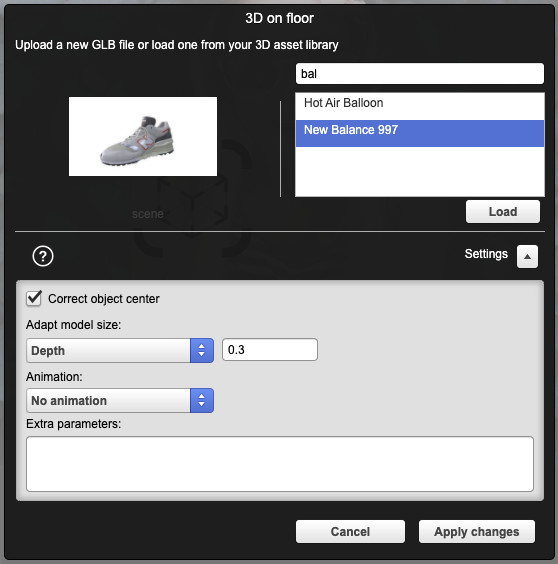 3D on floor
Upload a new GLB file or load one from your 3D asset library
bal
Hot Air Balloon
New Balance 997
scene
Load
?
Settings
Correct object center
Adapt model size:
Depth
0.3
Animation:
No animation
Extra parameters:
Cancel
Apply changes